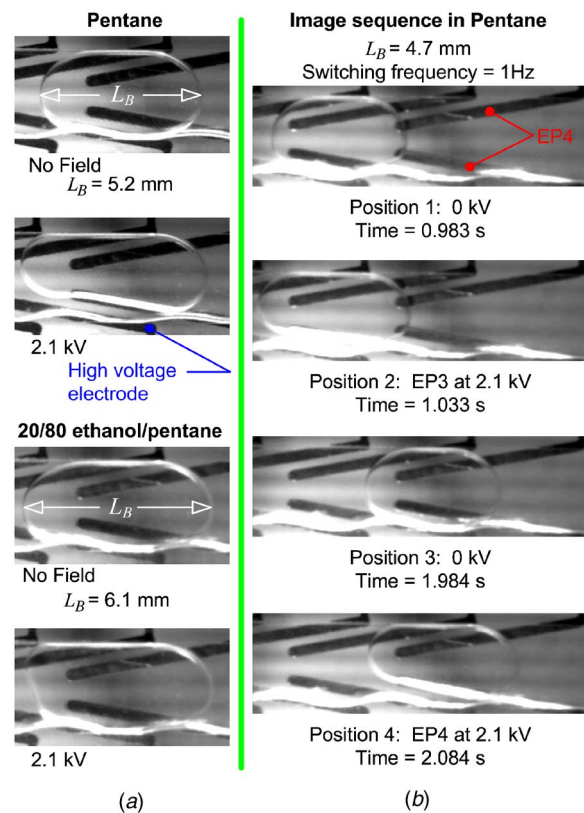 Pentane
L_B
No Field
L_B = 5.2 mm
2.1 kV
High voltage
electrode
20/80 ethanol/pentane
L_B
No Field
L_B = 6.1 mm
2.1 kV
(a)
Image sequence in Pentane
L_B = 4.7 mm
Switching frequency = 1Hz
EP4
Position 1: 0 kV
Time = 0.983 s
Position 2: EP3 at 2.1 kV
Time = 1.033 s
Position 3: 0 kV
Time = 1.984 s
Position 4: EP4 at 2.1 kV
Time = 2.084 s
(b)